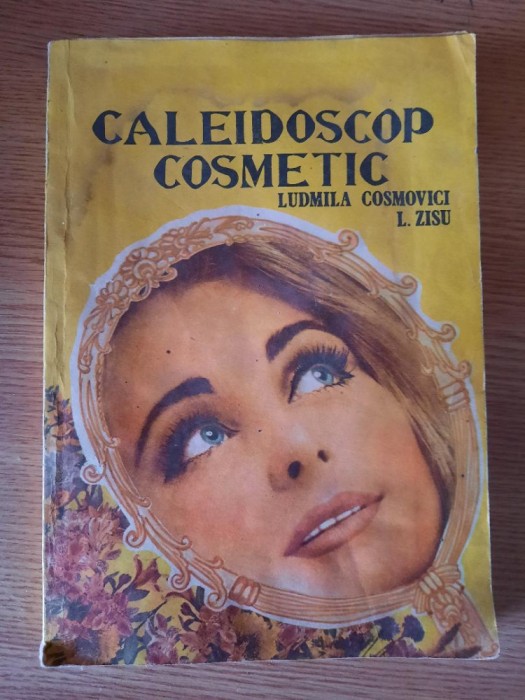 CALEIDOSCOP
COSMETIC
LUDMILA COSMOVICI
L. ZISU